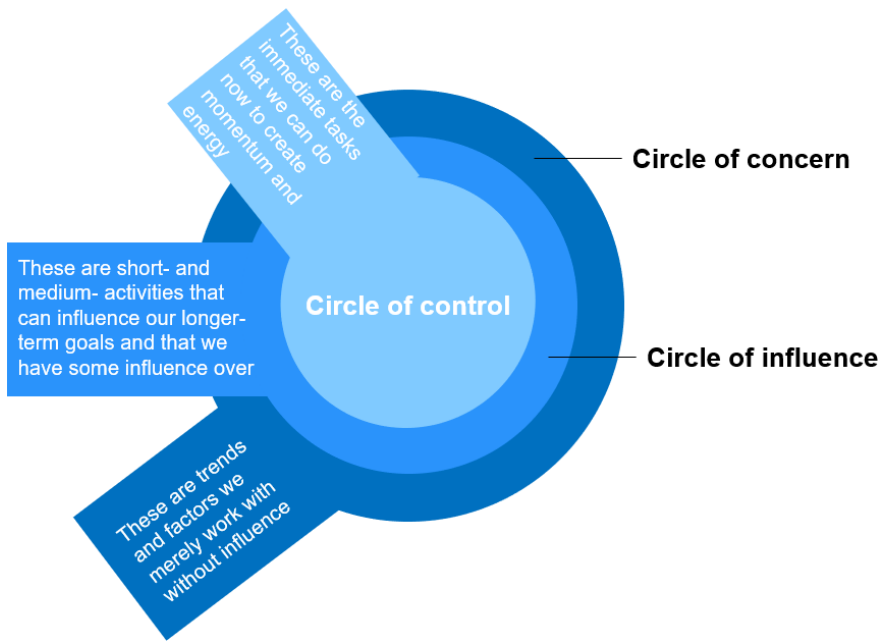 These are the
immediate tasks
that we can do
now to create
momentum and
energy
Circle of concern
These are short- and
medium- activities that
can influence our longer-
term goals and that we
have some influence over
Circle of control
Circle of influence
These are trends
and factors we
merely work with
without influence